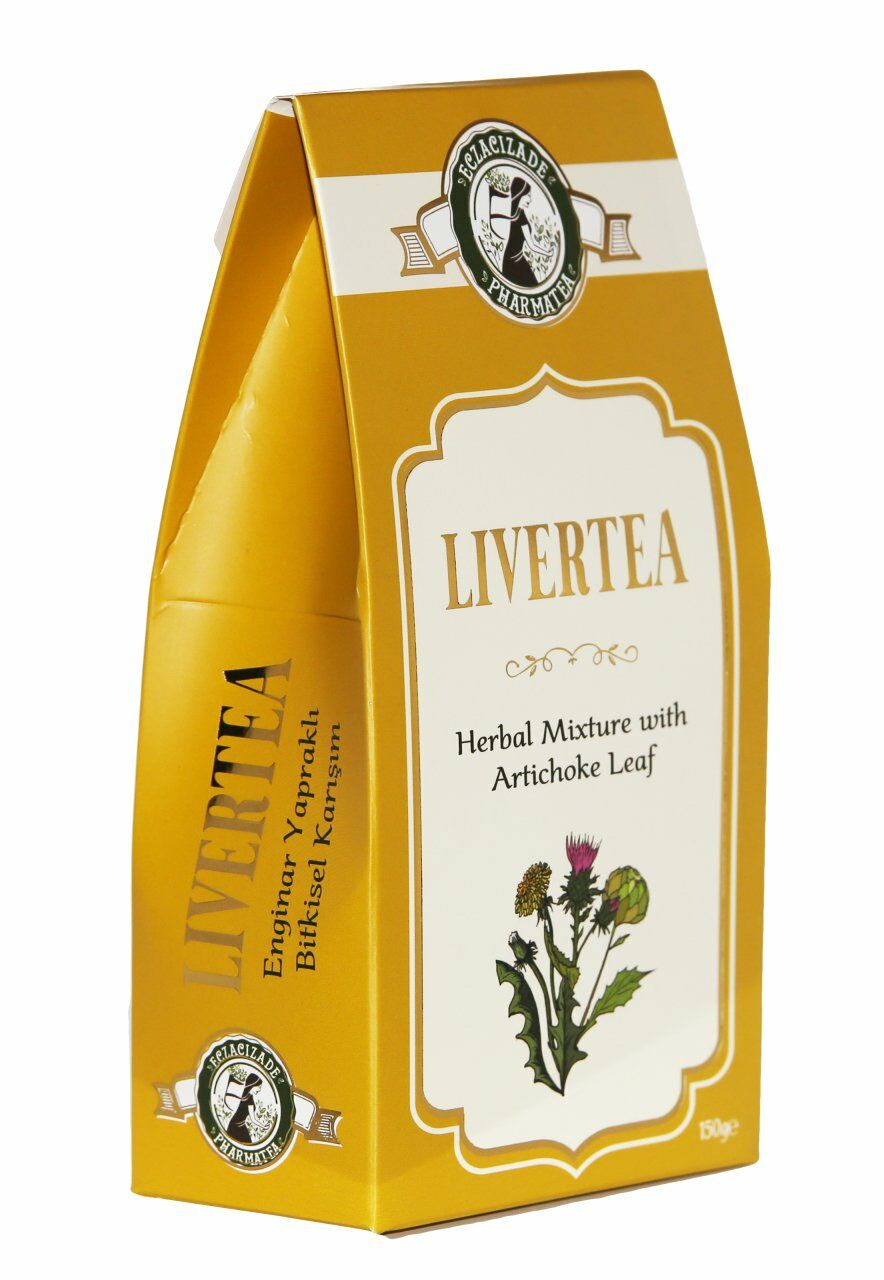 ECZACIZADE
PHARMATEA
LIVERTEA
Herbal Mixture with
Artichoke Leaf
150g℮
LIVERTEA
Enginar Yapraklı
Bitkisel Karışım
ECZACIZADE
PHARMATEA